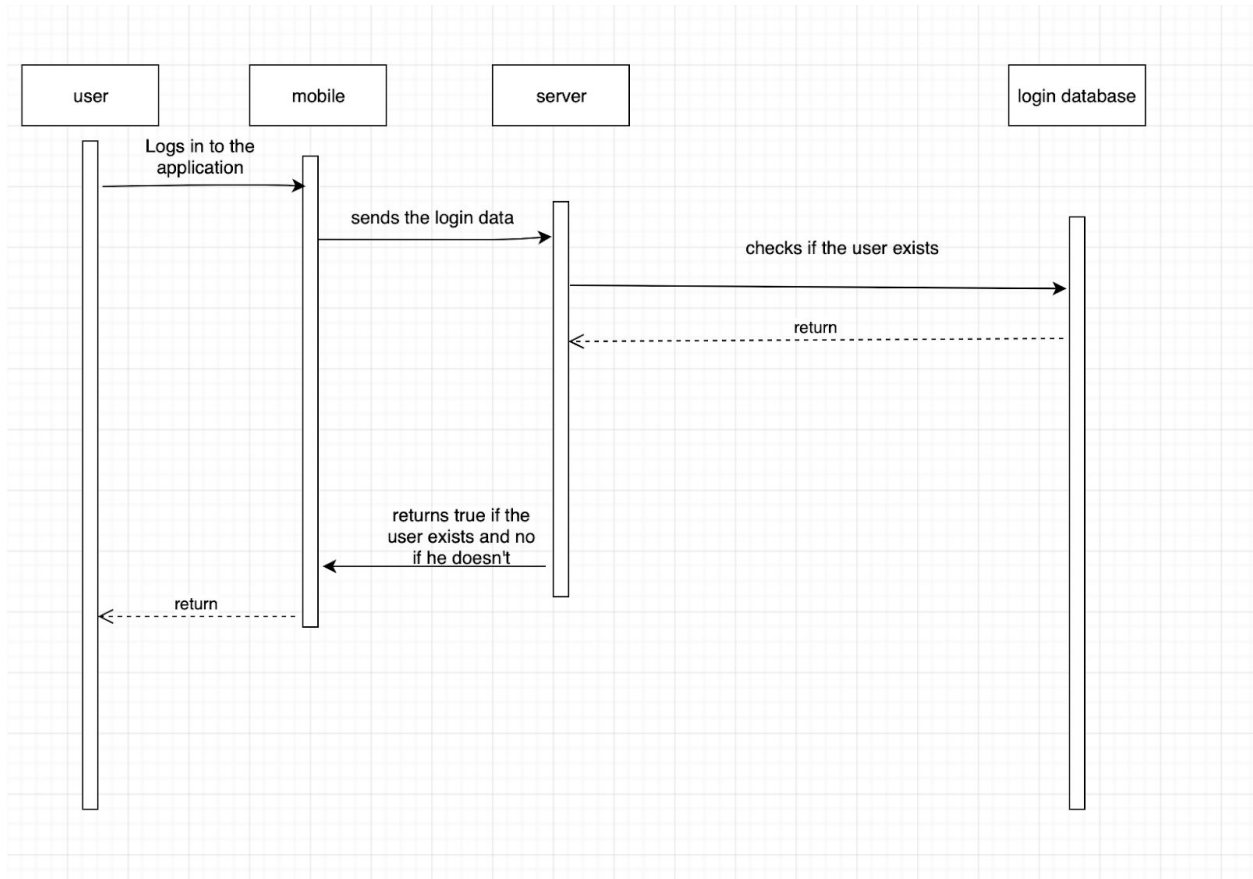 user
mobile
server
login database
Logs in to the
application
sends the login data
checks if the user exists
return
returns true if the
user exists and no
if he doesn't
return